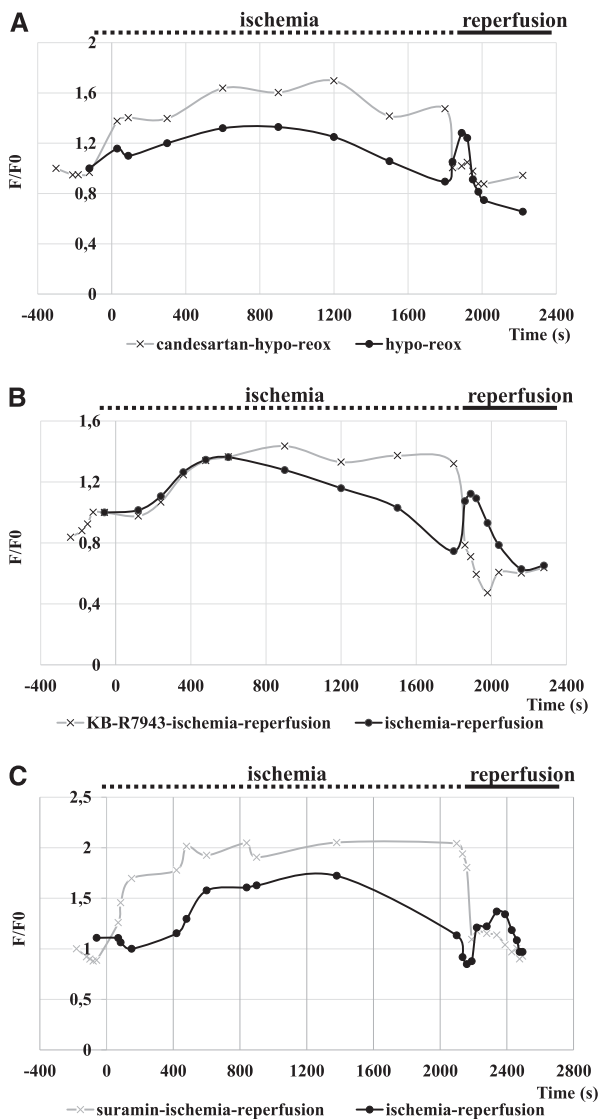 A
ischemia
reperfusion
2
1,6
1,2
0,8
0,4
0
F/F0
-400 0 400 800 1200 1600 2000 2400
Time (s)
candesartan-hypo-reox hypo-reox
B
ischemia
reperfusion
1,6
1,2
0,8
0,4
0
F/F0
-400 0 400 800 1200 1600 2000 2400
Time (s)
KB-R7943-ischemia-reperfusion ischemia-reperfusion
C
ischemia
reperfusion
2,5
2
1,5
1
0,5
0
F/F0
-400 0 400 800 1200 1600 2000 2400 2800
Time (s)
suramin-ischemia-reperfusion ischemia-reperfusion